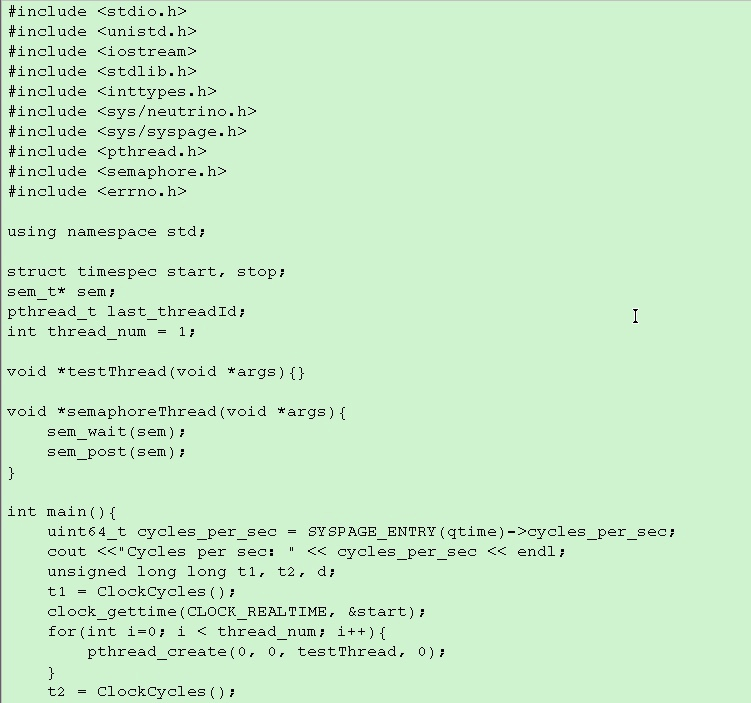 #include <stdio.h>
#include <unistd.h>
#include <iostream>
#include <stdlib.h>
#include <inttypes.h>
#include <sys/neutrino.h>
#include <sys/syspage.h>
#include <pthread.h>
#include <semaphore.h>
#include <errno.h>

using namespace std;

struct timespec start, stop;
sem_t* sem;
pthread_t last_threadId;
int thread_num = 1;

void *testThread(void *args){}

void *semaphoreThread(void *args){
    sem_wait(sem);
    sem_post(sem);
}

int main(){
    uint64_t cycles_per_sec = SYSPAGE_ENTRY(qtime)->cycles_per_sec;
    cout <<"Cycles per sec: " << cycles_per_sec << endl;
    unsigned long long t1, t2, d;
    t1 = ClockCycles();
    clock_gettime(CLOCK_REALTIME, &start);
    for(int i=0; i < thread_num; i++){
        pthread_create(0, 0, testThread, 0);
    }
    t2 = ClockCycles();